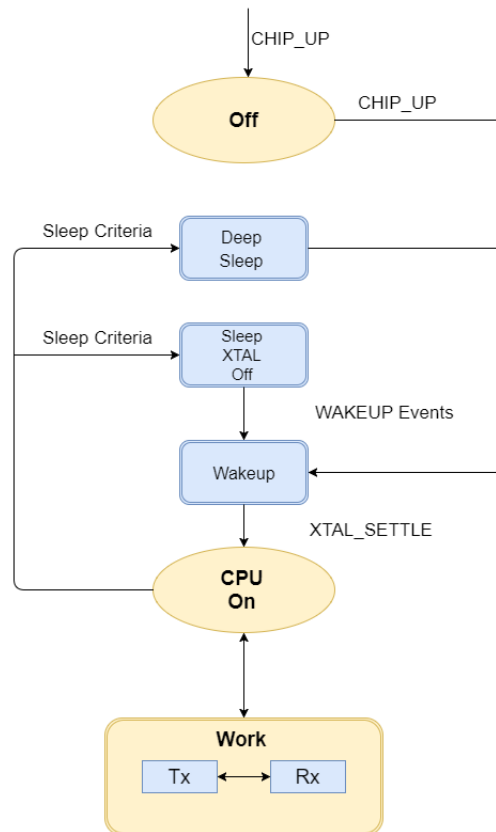 CHIP_UP
Off
CHIP_UP
Sleep Criteria
Deep
Sleep
Sleep Criteria
Sleep
XTAL
Off
WAKEUP Events
Wakeup
XTAL_SETTLE
CPU
On
Work
Tx
Rx